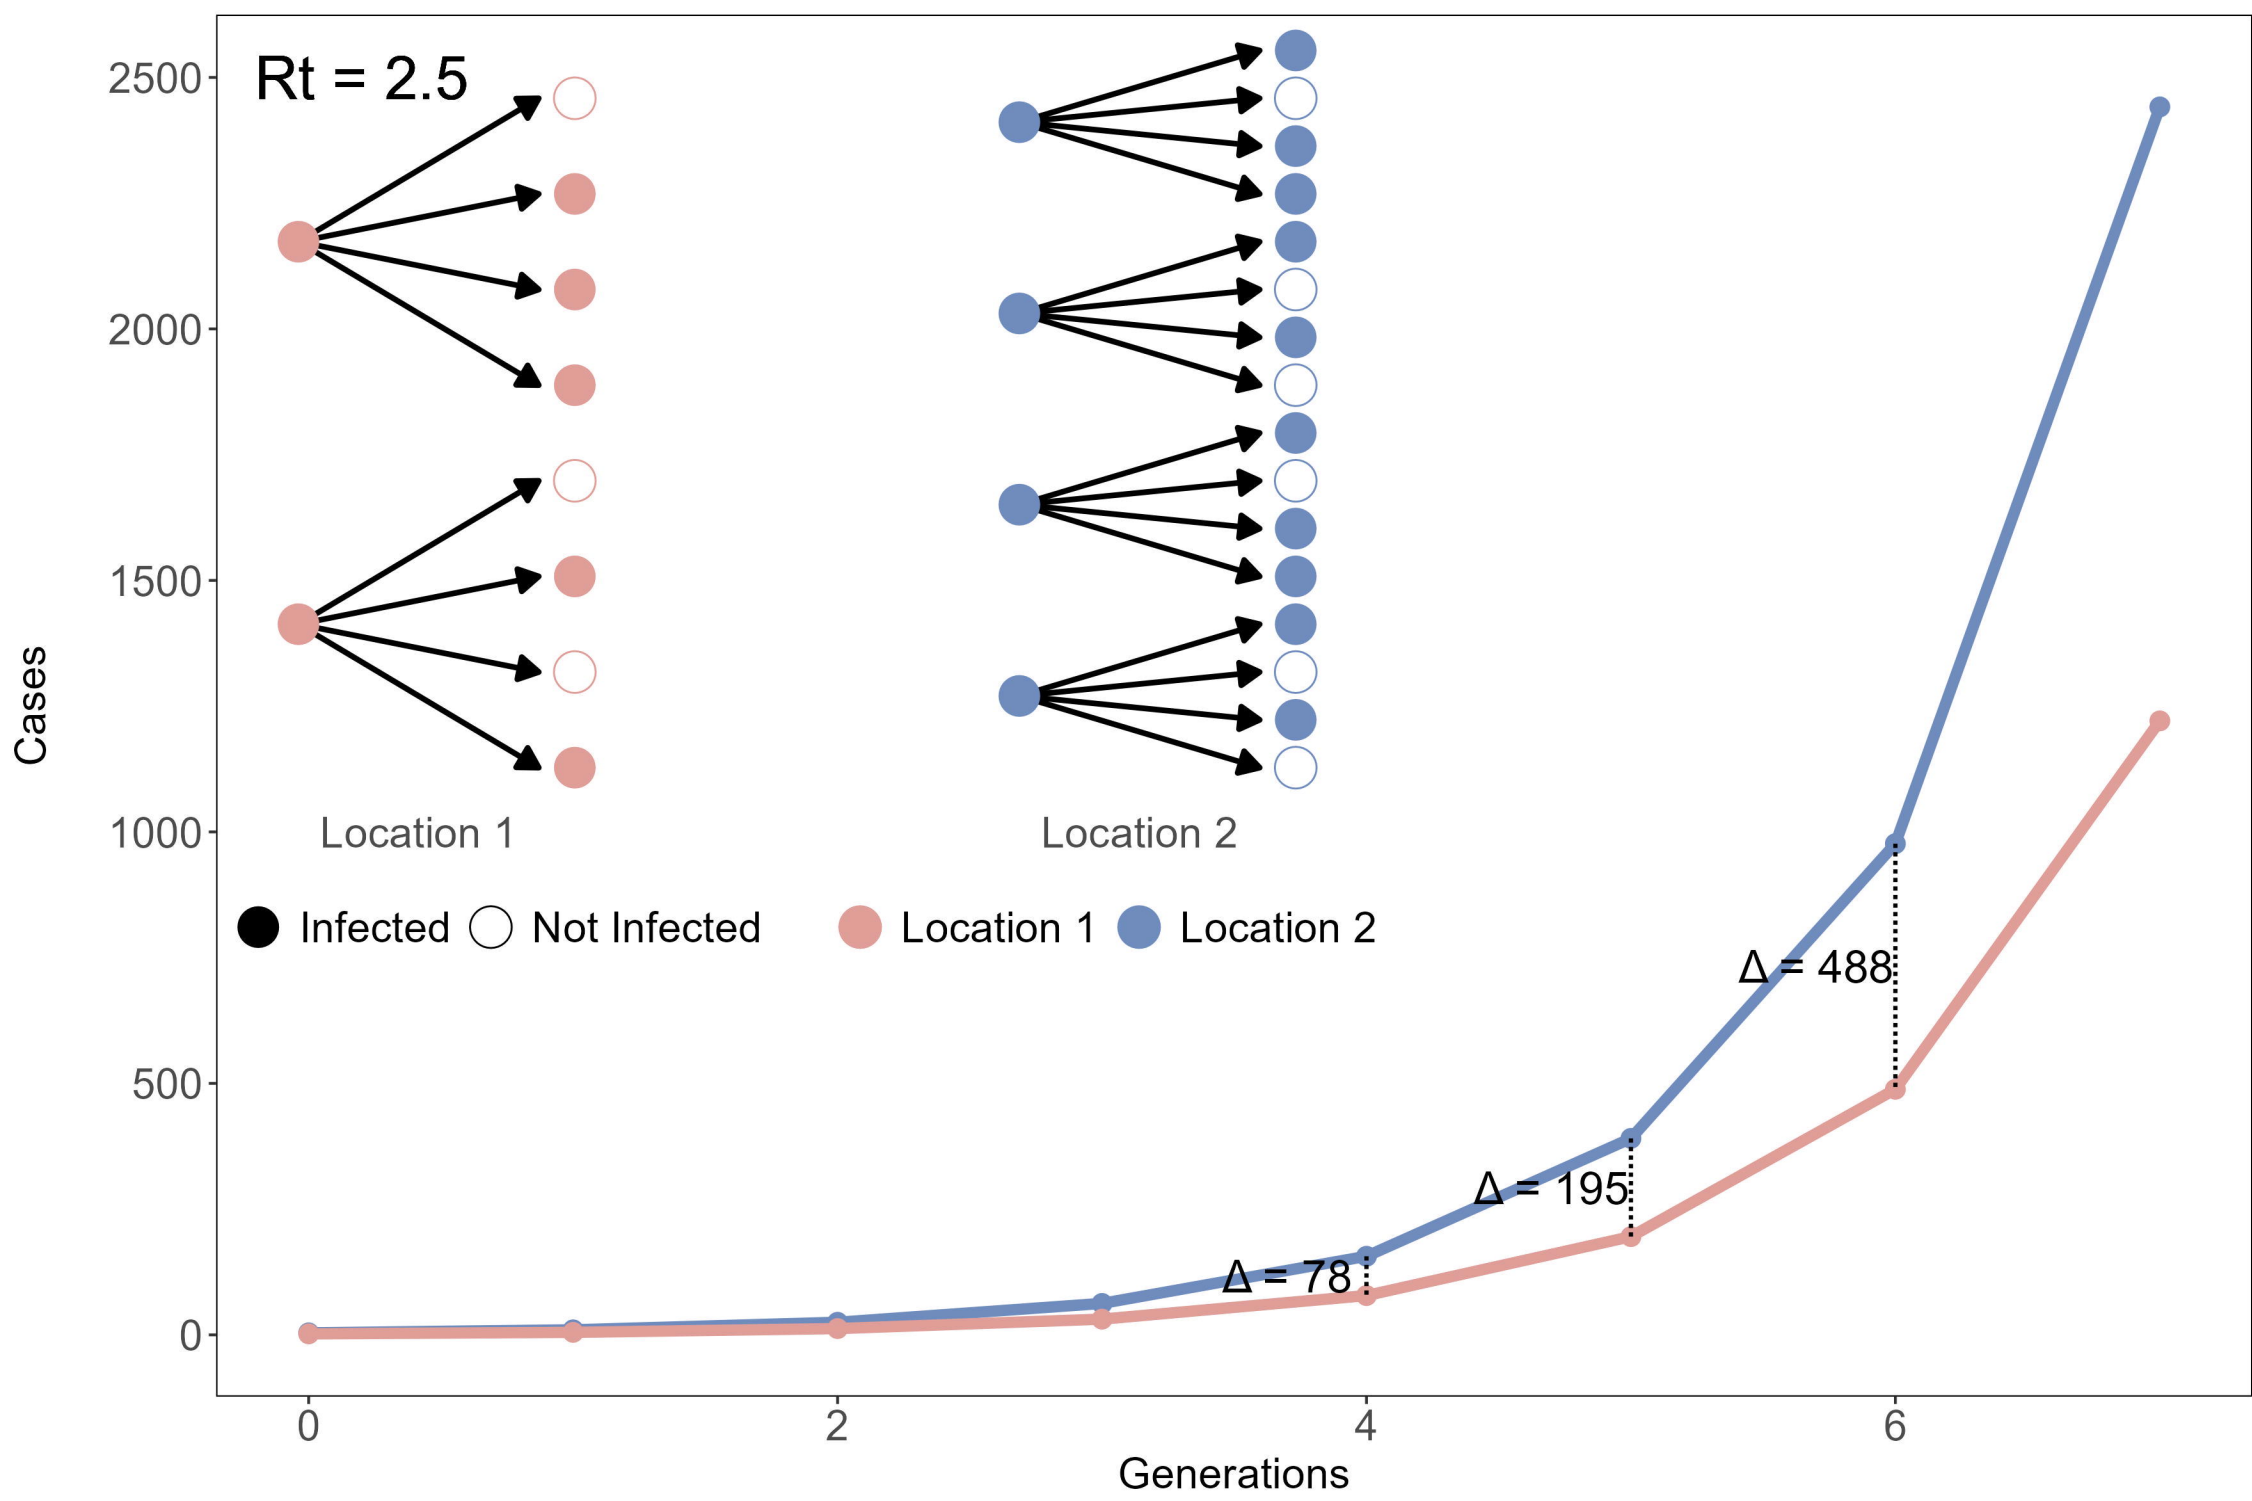 Rt = 2.5
2500
2000
1500
1000
500
0
Cases
Location 1
Location 2
Infected
Not Infected
Location 1
Location 2
Δ = 488
Δ = 195
Δ = 78
0
2
4
6
Generations